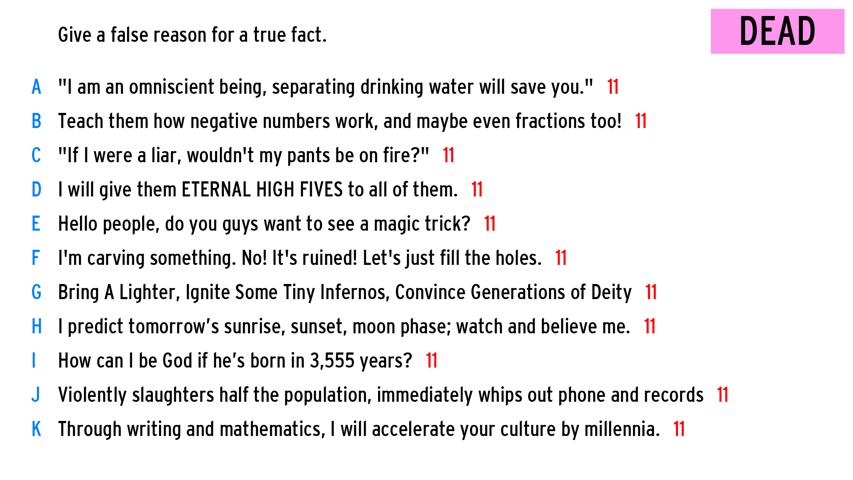 Give a false reason for a true fact.
DEAD
A "I am an omniscient being, separating drinking water will save you." 11
B Teach them how negative numbers work, and maybe even fractions too! 11
C "If I were a liar, wouldn't my pants be on fire?" 11
D I will give them ETERNAL HIGH FIVES to all of them. 11
E Hello people, do you guys want to see a magic trick? 11
F I'm carving something. No! It's ruined! Let's just fill the holes. 11
G Bring A Lighter, Ignite Some Tiny Infernos, Convince Generations of Deity 11
H I predict tomorrow’s sunrise, sunset, moon phase; watch and believe me. 11
I How can I be God if he’s born in 3,555 years? 11
J Violently slaughters half the population, immediately whips out phone and records 11
K Through writing and mathematics, I will accelerate your culture by millennia. 11